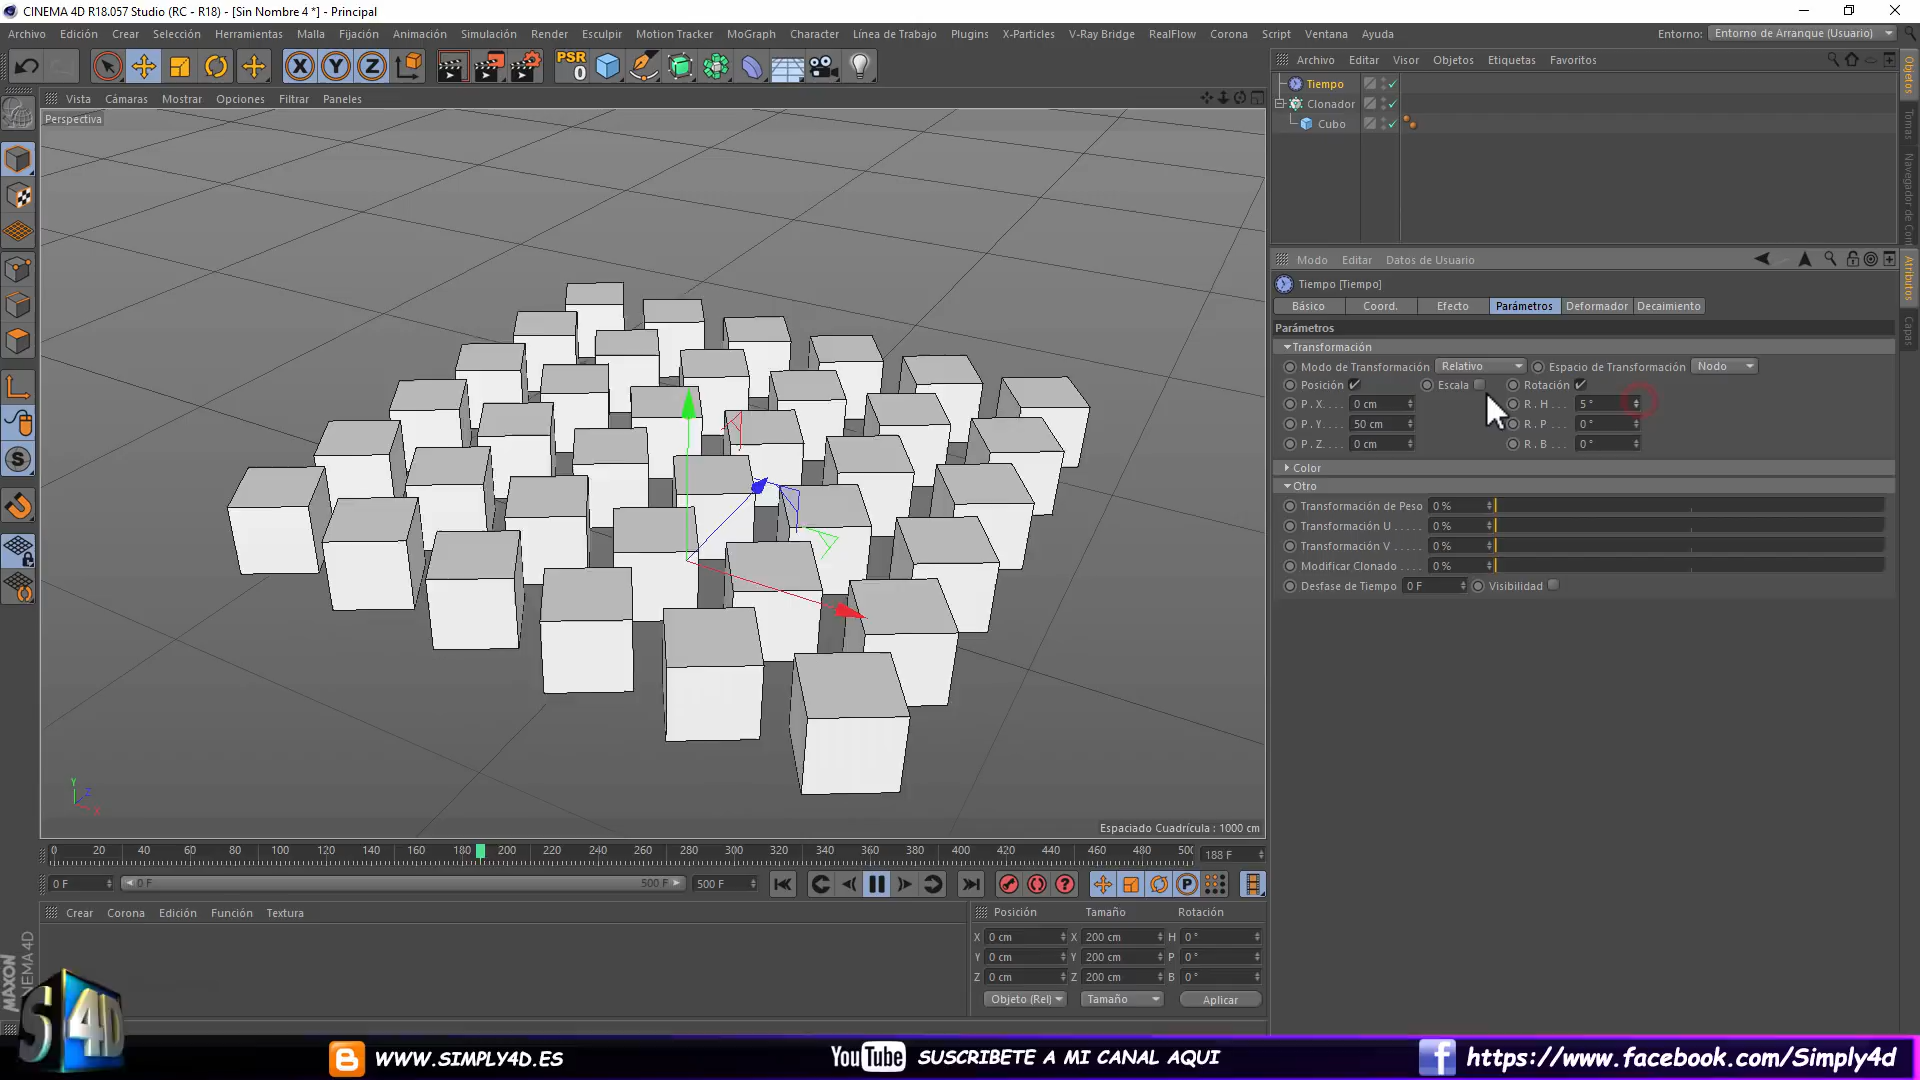 CINEMA 4D R18.057 Studio (RC - R18) - [Sin Nombre 4 *] - Principal
Archivo Edición Crear Selección Herramientas Malla Fijación Animación Simulación Render Esculpir Motion Tracker MoGraph Character Línea de Trabajo Plugins X-Particles V-Ray Bridge RealFlow Corona Script Ventana Ayuda Entorno: Entorno de Arranque (Usuario)
X Y Z PSR 0
Archivo Editar Visor Objetos Etiquetas Favoritos
Vista Cámaras Mostrar Opciones Filtrar Paneles
Perspectiva
Tiempo
Clonador
Cubo
Objetos
Tomas
Atributos
Capas
Modo Editar Datos de Usuario
Tiempo [Tiempo]
Básico Coord. Efecto Parámetros Deformador Decaimiento
Parámetros
Transformación
Modo de Transformación Relativo Espacio de Transformación Nodo
Posición Escala Rotación
P . X . . . . 0 cm R . H . . . 5 °
P . Y . . . . 50 cm R . P . . . 0 °
P . Z . . . . 0 cm R . B . . . 0 °
Color
Otro
Transformación de Peso 0 %
Transformación U . . . . . 0 %
Transformación V . . . . . 0 %
Modificar Clonado . . . . 0 %
Desfase de Tiempo 0 F Visibilidad
Y Z X
Espaciado Cuadrícula : 1000 cm
0 20 40 60 80 100 120 140 160 180 200 220 240 260 280 300 320 340 360 380 400 420 440 460 480 500 188 F
0 F 0 F 500 F 500 F
Crear Corona Edición Función Textura
Posición Tamaño Rotación
X 0 cm X 200 cm H 0 °
Y 0 cm Y 200 cm P 0 °
Z 0 cm Z 200 cm B 0 °
Objeto (Rel) Tamaño Aplicar
MAXON CINEMA 4D
S4D
WWW.SIMPLY4D.ES
YouTube SUSCRIBETE A MI CANAL AQUI
https://www.facebook.com/Simply4d